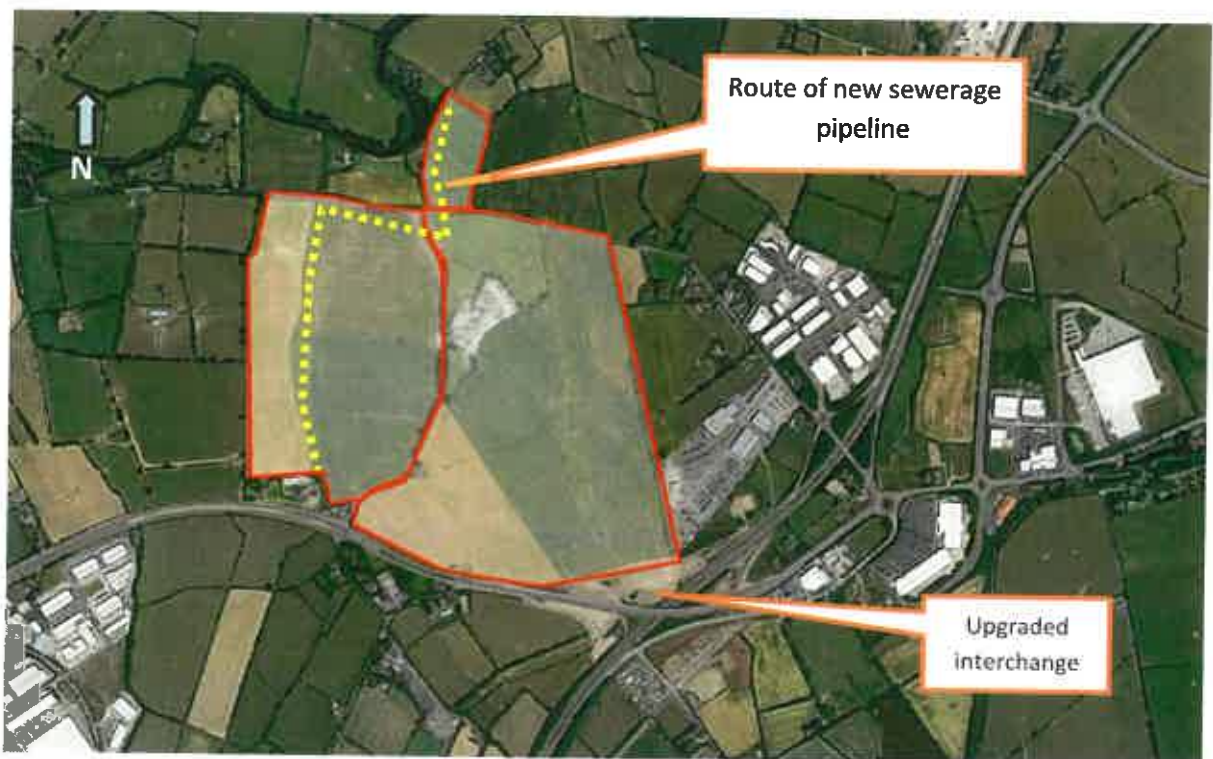 Route of new sewerage
pipeline
N
Upgraded
interchange